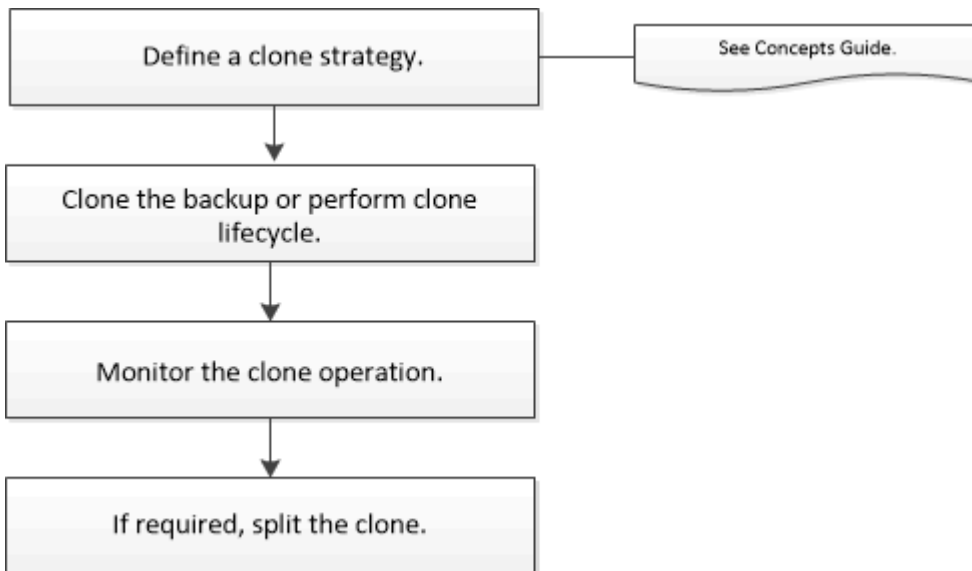 Define a clone strategy.
See Concepts Guide.
Clone the backup or perform clone
lifecycle.
Monitor the clone operation.
If required, split the clone.